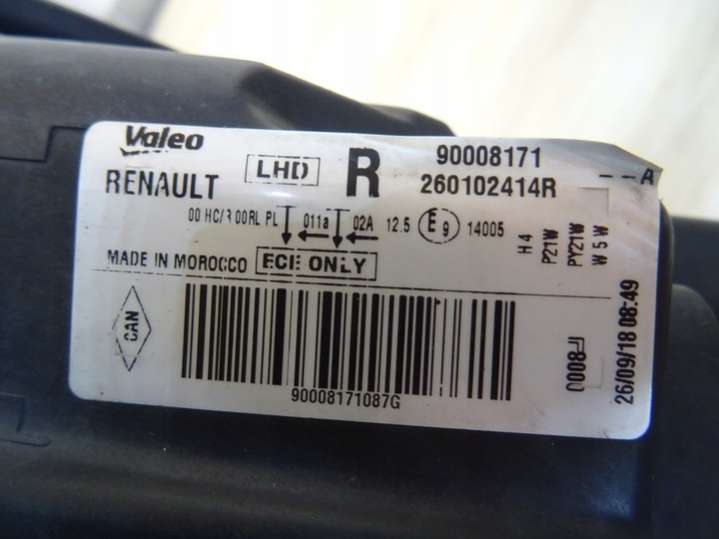 Valeo
LHD
R
90008171
--A
RENAULT
260102414R
00 HC/R 00RL PL 011a 02A 12.5 E9 14005
MADE IN MOROCCO
ECE ONLY
CAN
90008171087G
H4
P21W
PY21W
W5W
0008
26/09/18 08:49